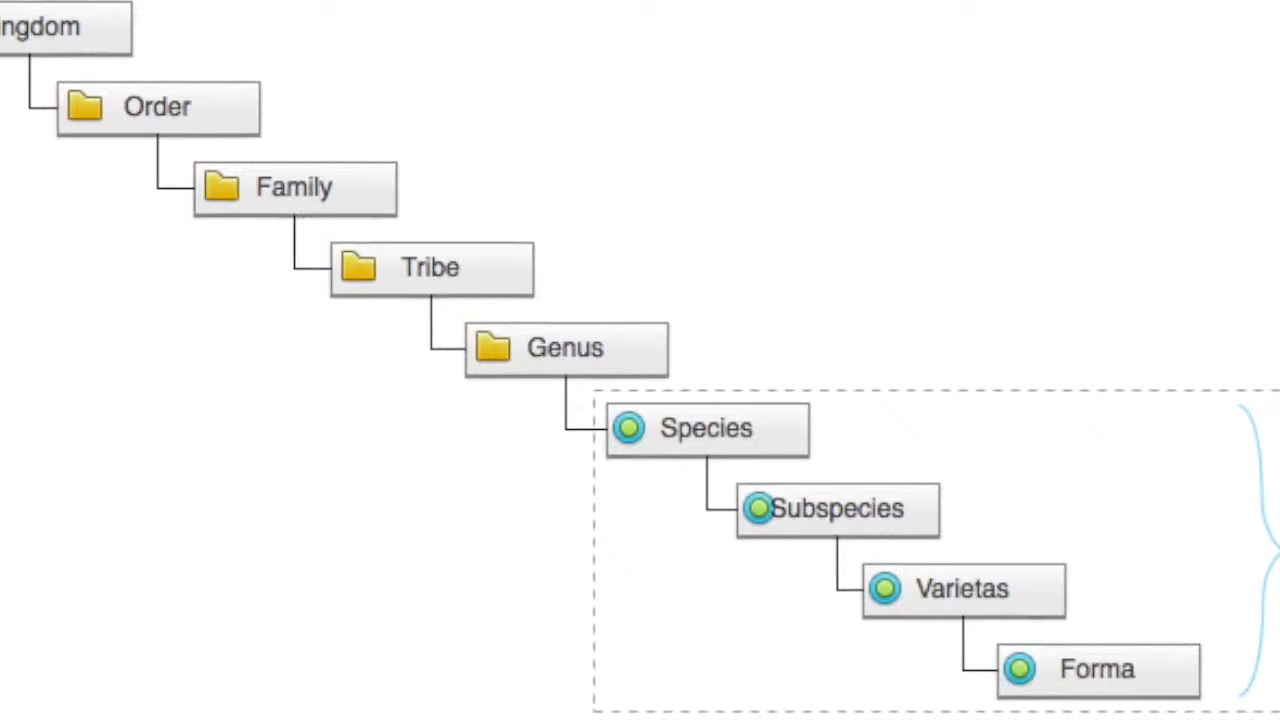 ingdom
Order
Family
Tribe
Genus
Species
Subspecies
Varietas
Forma